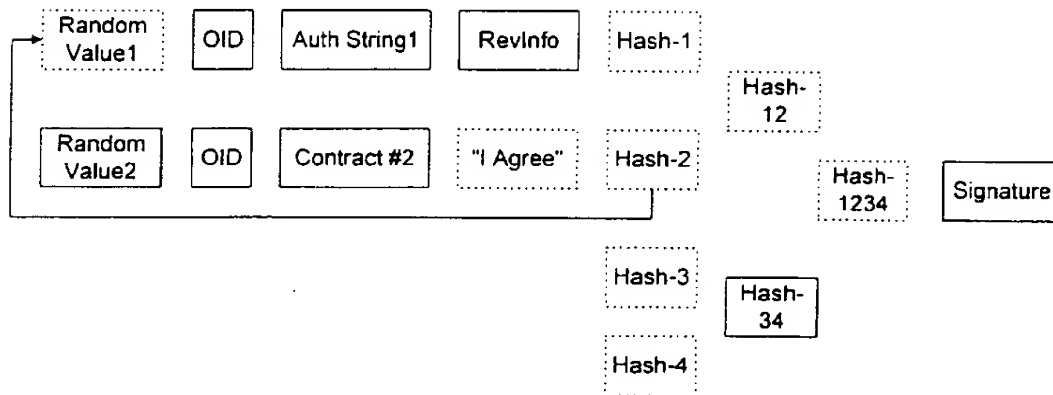 Random
Value1
OID
Auth String1
RevInfo
Hash-1
Hash-
12
Random
Value2
OID
Contract #2
"I Agree"
Hash-2
Hash-
1234
Signature
Hash-3
Hash-
34
Hash-4